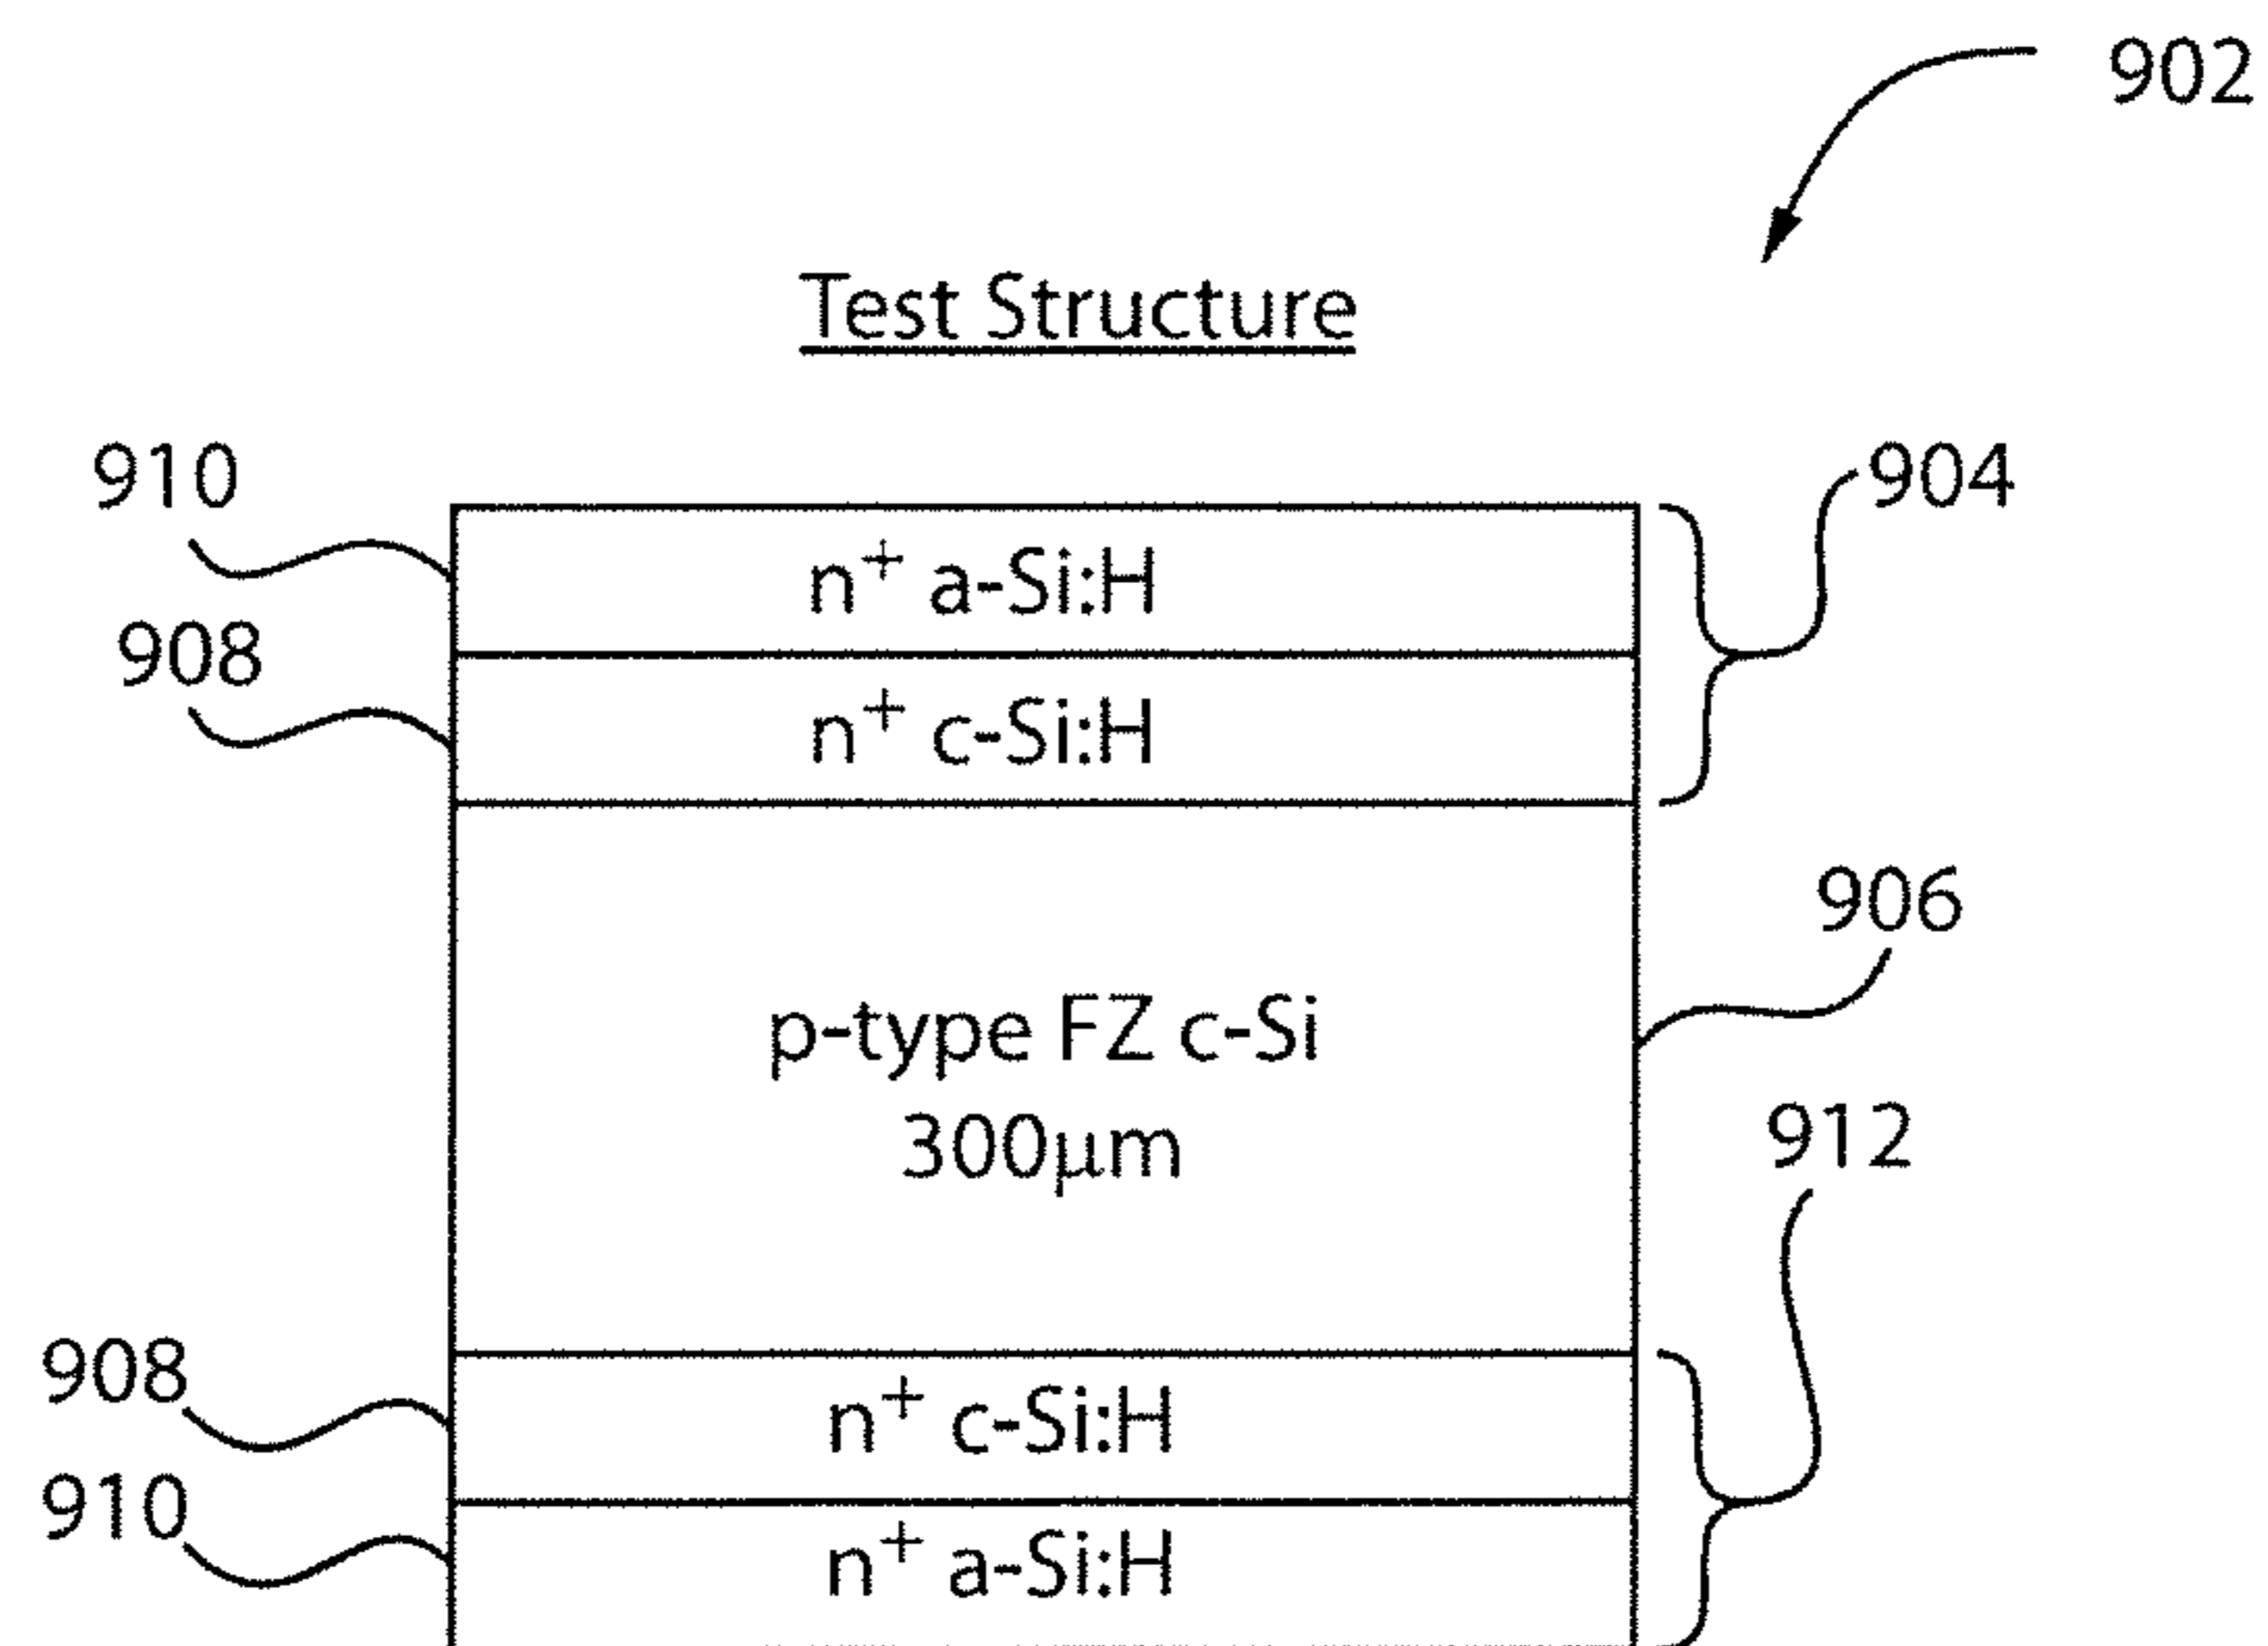 902
Test Structure
910
904
n⁺ a-Si:H
908
n⁺ c-Si:H
906
p-type FZ c-Si
300μm
912
908
n⁺ c-Si:H
910
n⁺ a-Si:H